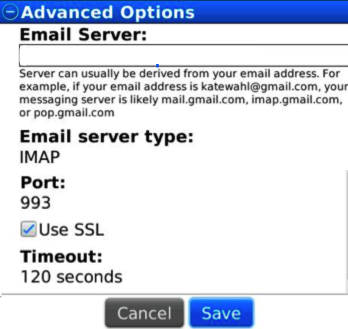 Advanced Options
Email Server:
Server can usually be derived from your email address. For
example, if your email address is katewahl@gmail.com, your
messaging server is likely mail.gmail.com, imap.gmail.com,
or pop.gmail.com
Email server type:
IMAP
Port:
993
Use SSL
Timeout:
120 seconds
Cancel Save